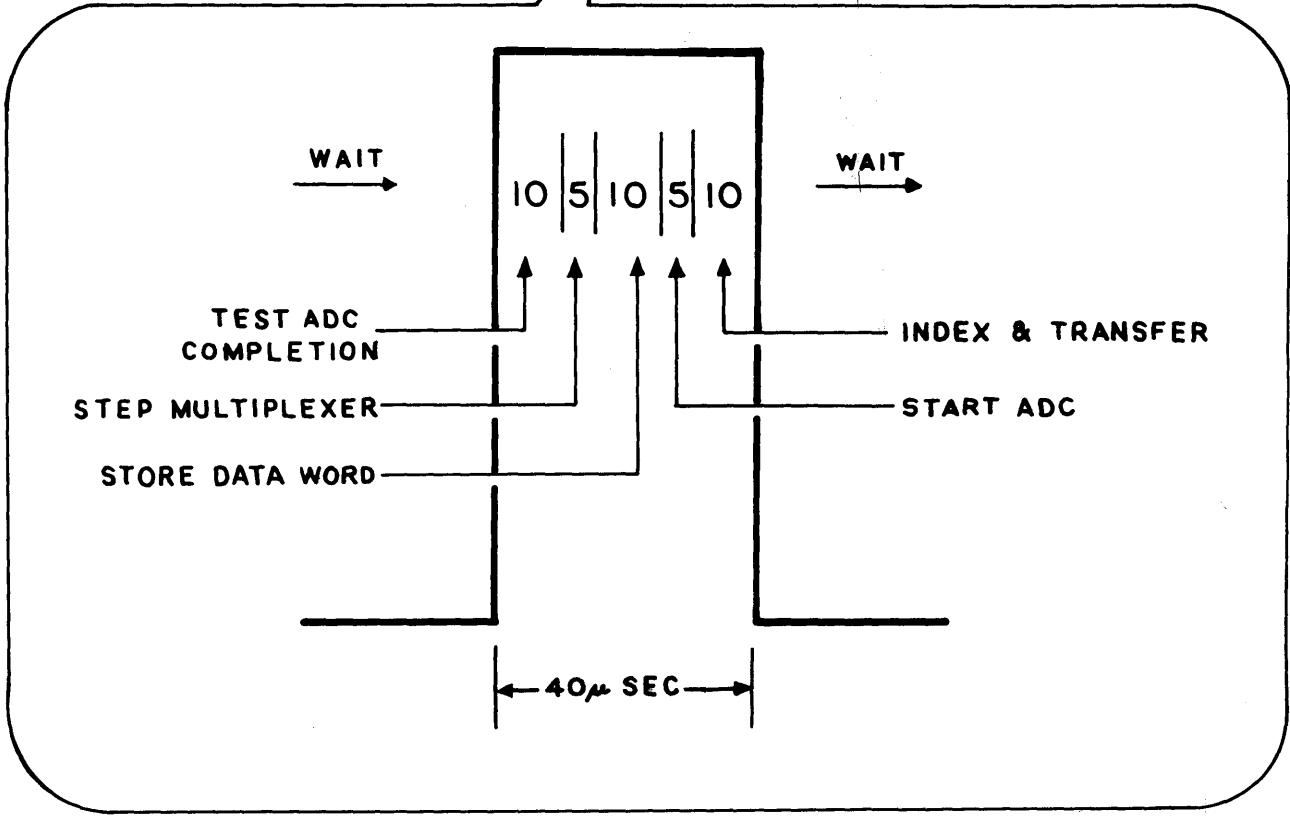 WAIT
WAIT
10 5 10 5 10
TEST ADC
COMPLETION
INDEX & TRANSFER
STEP MULTIPLEXER
START ADC
STORE DATA WORD
40µ SEC